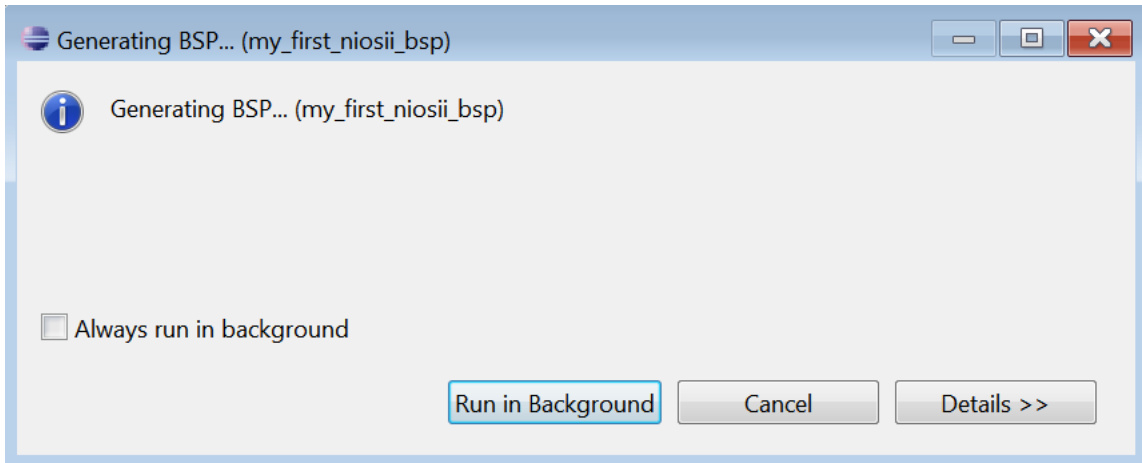 Generating BSP... (my_first_niosii_bsp)
Generating BSP... (my_first_niosii_bsp)
Always run in background
Run in Background
Cancel
Details >>